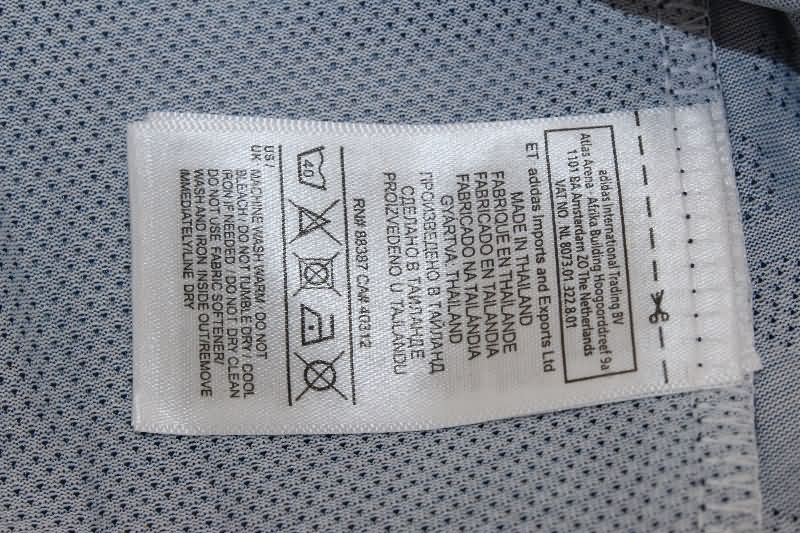 adidas International Trading BV
Atlas Arena - Afrika Building Hoogoorddreef 9a
1101 BA Amsterdam ZO The Netherlands
VAT NO. NL 8073.01.322.B.01
ET adidas Imports and Exports Ltd
MADE IN THAILAND
FABRIQUE EN THAILANDE
FABRICADO EN TAILANDIA
FABRICADO NA TAILANDIA
GYÁRTVA: THAILAND
ПРОИЗВЕДЕНО В ТАЙЛАНД
СДЕЛАНО В ТАИЛАНДЕ
PROIZVEDENO U TAJLANDU
RN# 88387 CA# 40312
40
US /
UK MACHINE WASH WARM / DO NOT
BLEACH / DO NOT TUMBLE DRY / COOL
IRON IF NEEDED / DO NOT DRY CLEAN
DO NOT USE FABRIC SOFTENER/
WASH AND IRON INSIDE OUT/REMOVE
IMMEDIATELY/LINE DRY